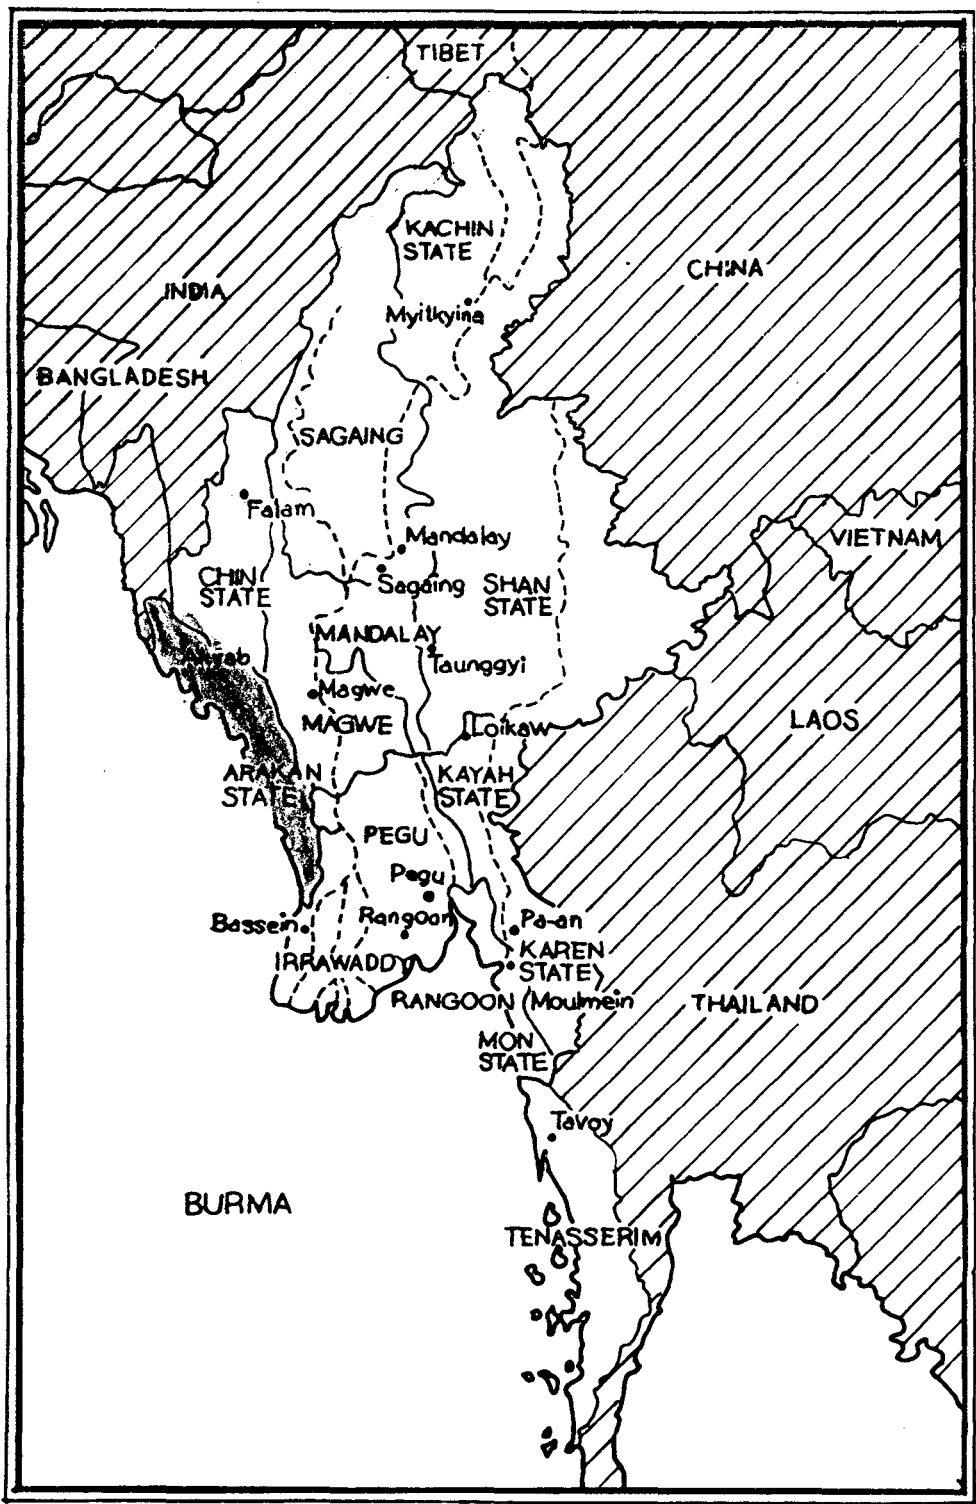 TIBET
KACHIN
STATE
CHINA
INDIA
Myitkyina
BANGLADESH
SAGAING
Falam
Mandalay
VIETNAM
CHIN
STATE
Sagaing
SHAN
STATE
MANDALAY
Akyab
Taunggyi
Magwe
MAGWE
Loikaw
LAOS
ARAKAN
STATE
KAYAH
STATE
PEGU
Pegu
Bassein
Rangoon
Pa-an
KAREN
STATE
IRRAWADDY
RANGOON
Moulmein
THAILAND
MON
STATE
Tavoy
BURMA
TENASSERIM